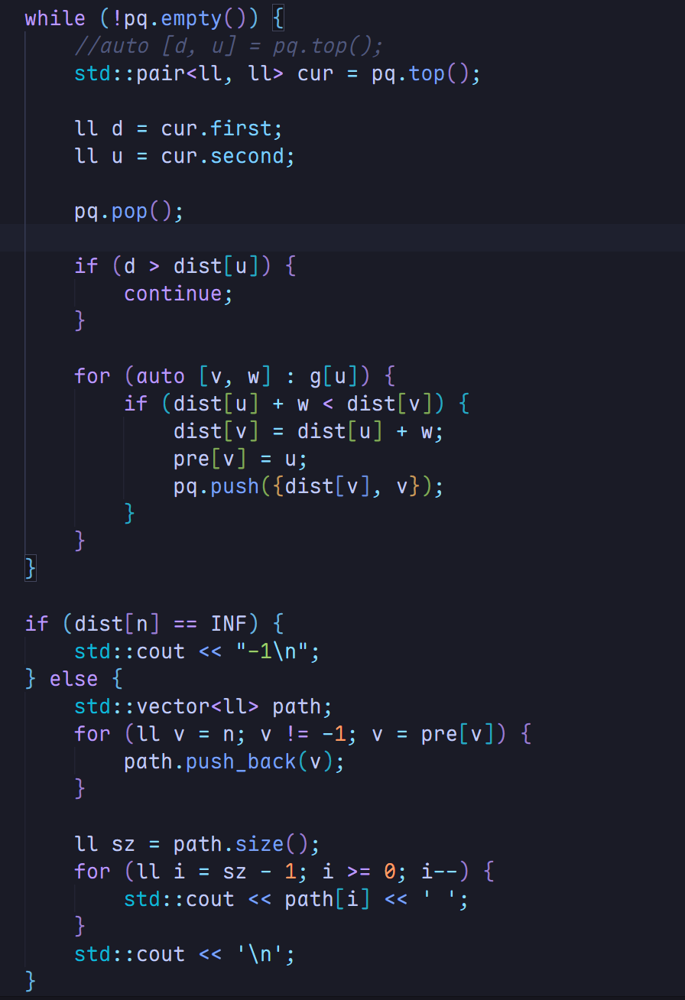 while (!pq.empty()) {
    //auto [d, u] = pq.top();
    std::pair<ll, ll> cur = pq.top();

    ll d = cur.first;
    ll u = cur.second;

    pq.pop();

    if (d > dist[u]) {
        continue;
    }

    for (auto [v, w] : g[u]) {
        if (dist[u] + w < dist[v]) {
            dist[v] = dist[u] + w;
            pre[v] = u;
            pq.push({dist[v], v});
        }
    }
}

if (dist[n] == INF) {
    std::cout << "-1\n";
} else {
    std::vector<ll> path;
    for (ll v = n; v != -1; v = pre[v]) {
        path.push_back(v);
    }

    ll sz = path.size();
    for (ll i = sz - 1; i >= 0; i--) {
        std::cout << path[i] << ' ';
    }
    std::cout << '\n';
}